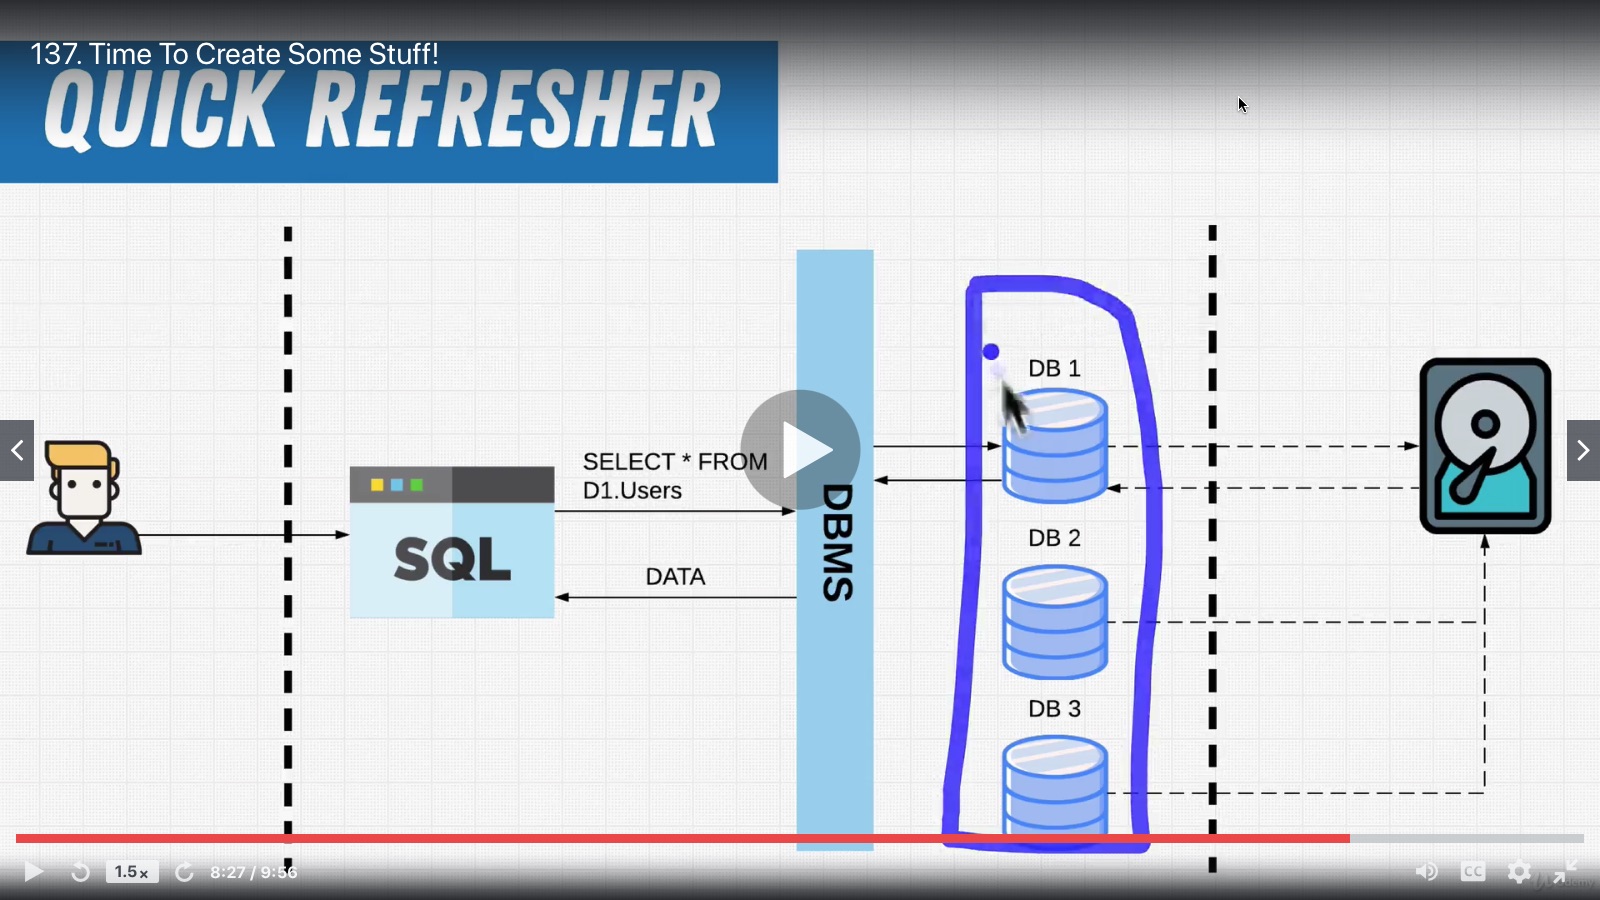 137. Time To Create Some Stuff!
QUICK REFRESHER
DB 1
SELECT * FROM
D1.Users
DBMS
DB 2
SQL
DATA
DB 3
1.5x
8:27 / 9:56
CC
Udemy